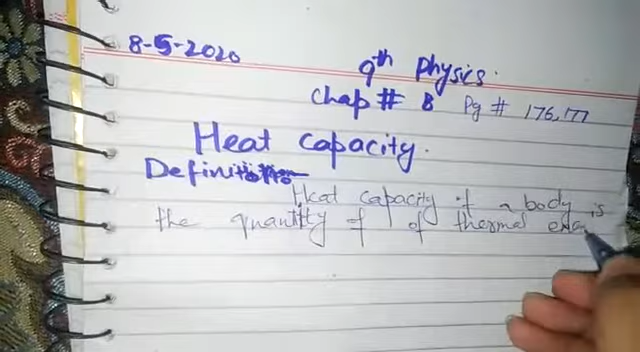 8-5-2020
9th physics.
Chap # 8 Pg # 176,177
Heat capacity.
Definition
Heat capacity of a body is
the quantity of of thermal